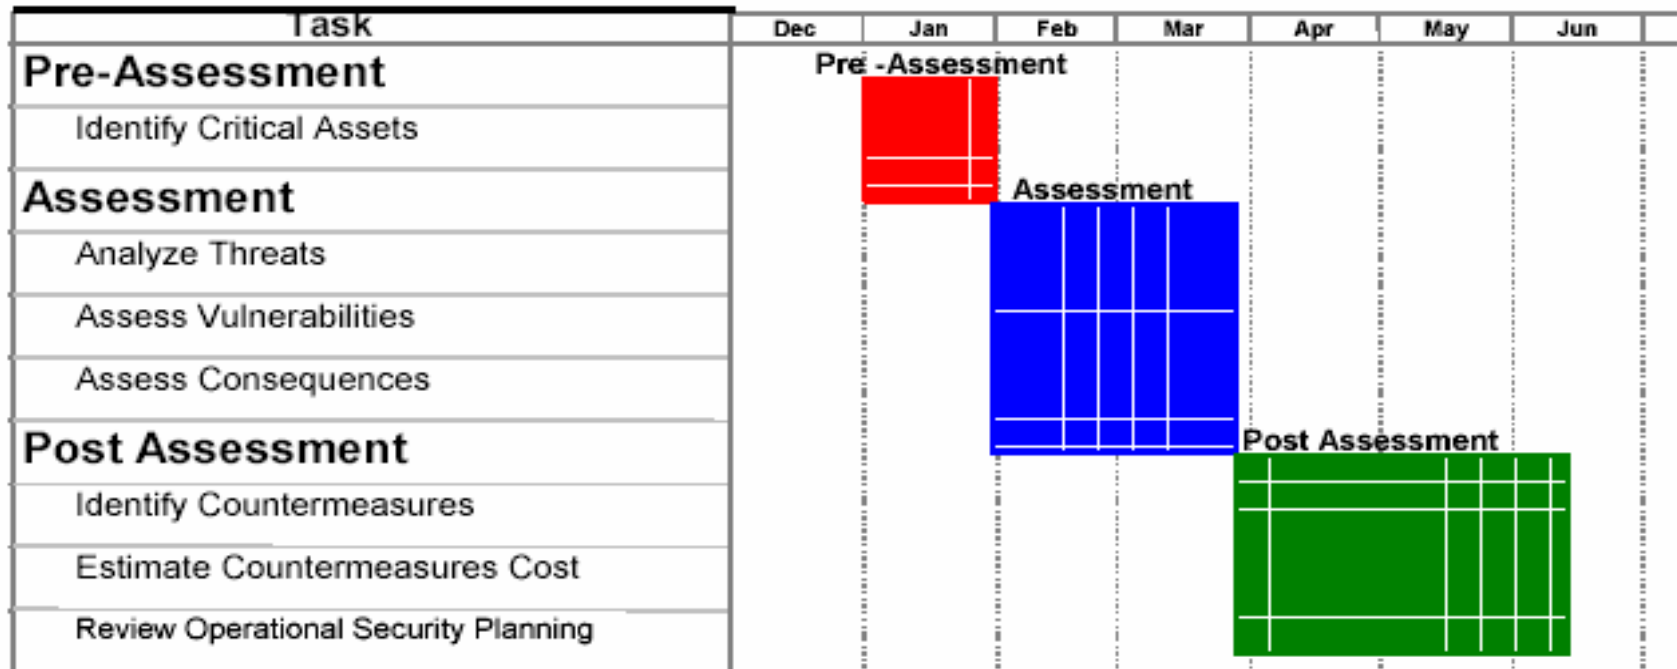 Task Dec Jan Feb Mar Apr May Jun
Pre-Assessment
Pre -Assessment
Identify Critical Assets
Assessment
Assessment
Analyze Threats
Assess Vulnerabilities
Assess Consequences
Post Assessment
Post Assessment
Identify Countermeasures
Estimate Countermeasures Cost
Review Operational Security Planning